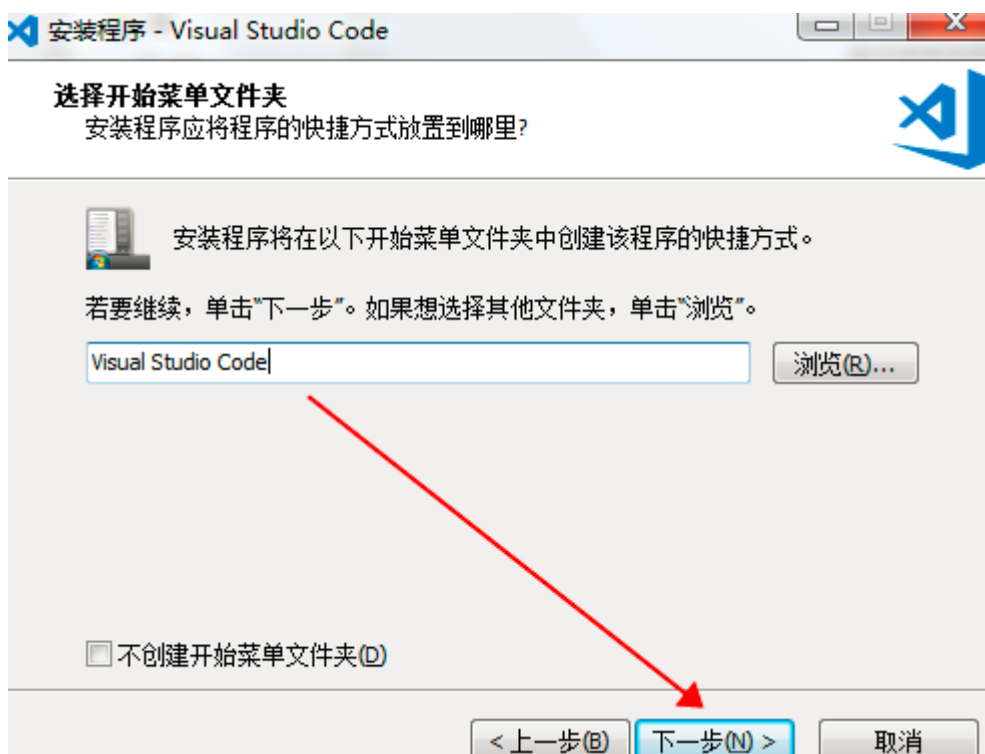 安装程序 - Visual Studio Code
选择开始菜单文件夹
安装程序应将程序的快捷方式放置到哪里?
安装程序将在以下开始菜单文件夹中创建该程序的快捷方式。
若要继续，单击"下一步"。如果想选择其他文件夹，单击"浏览"。
Visual Studio Code
浏览(R)...
不创建开始菜单文件夹(D)
< 上一步(B)
下一步(N) >
取消